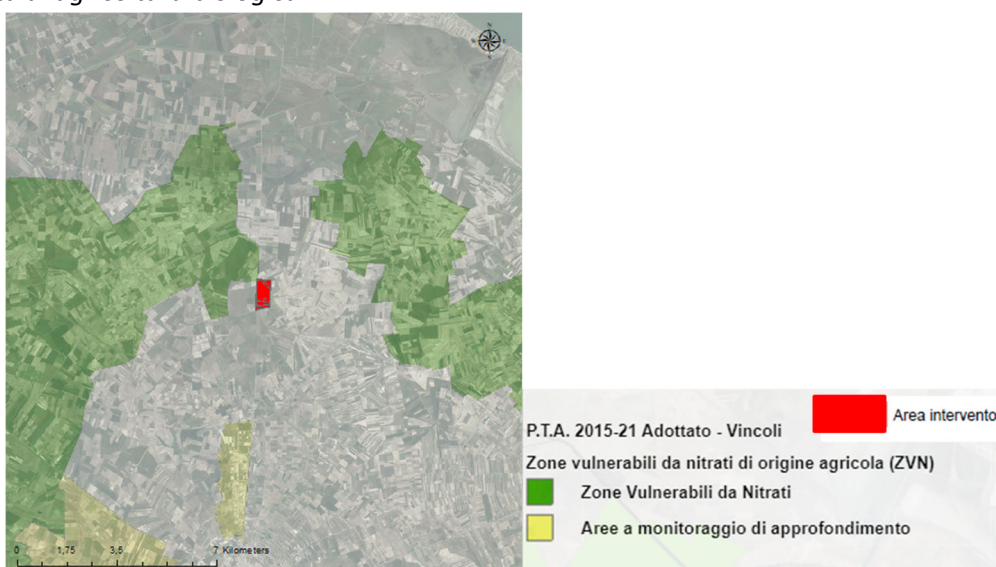 N
P.T.A. 2015-21 Adottato - Vincoli
Area intervento
Zone vulnerabili da nitrati di origine agricola (ZVN)
Zone Vulnerabili da Nitrati
Aree a monitoraggio di approfondimento
0 1,75 3,5 7 Kilometers